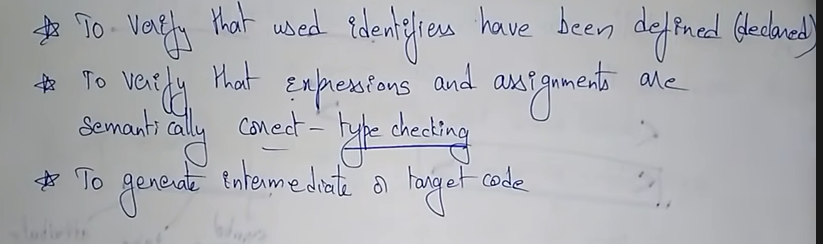 ☆ To verify that used identifiers have been defined (declared)
☆ To verify that expressions and assignments are
semantically correct - type checking
☆ To generate intermediate or target code